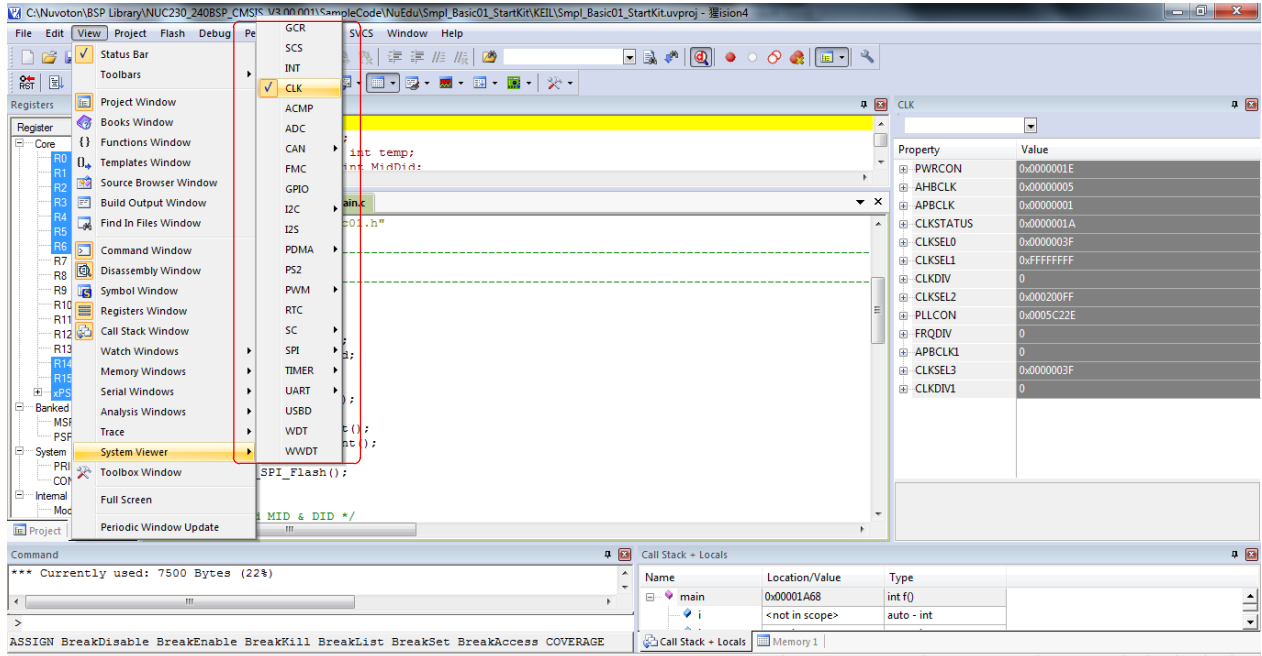 C:\Nuvoton\BSP Library\NUC230_240BSP_CMSIS_V3.00.001\SampleCode\NuEdu\Smpl_Basic01_StartKit\KEIL\Smpl_Basic01_StartKit.uvproj - 猩ision4
File Edit View Project Flash Debug Pe SVCS Window Help
Status Bar
Toolbars
Project Window
Books Window
Functions Window
Templates Window
Source Browser Window
Build Output Window
Find In Files Window
Command Window
Disassembly Window
Symbol Window
Registers Window
Call Stack Window
Watch Windows
Memory Windows
Serial Windows
Analysis Windows
Trace
System Viewer
Toolbox Window
Full Screen
Periodic Window Update
GCR
SCS
INT
CLK
ACMP
ADC
CAN
FMC
GPIO
I2C
I2S
PDMA
PS2
PWM
RTC
SC
SPI
TIMER
UART
USBD
WDT
WWDT
RST
Registers
Register
Core
R0
R1
R2
R3
R4
R5
R6
R7
R8
R9
R10
R11
R12
R13
R14
R15
xPS
Banked
MSP
PSP
System
PRI
CON
Internal
Mod
Project
;
int temp;
int MidDid;
ain.c
c01.h"
;
d;
);
t();
nt();
_SPI_Flash();
MID & DID */
CLK
Property Value
PWRCON 0x0000001E
AHBCLK 0x00000005
APBCLK 0x00000001
CLKSTATUS 0x0000001A
CLKSEL0 0x0000003F
CLKSEL1 0xFFFFFFFF
CLKDIV 0
CLKSEL2 0x000200FF
PLLCON 0x0005C22E
FRQDIV 0
APBCLK1 0
CLKSEL3 0x0000003F
CLKDIV1 0
Command
*** Currently used: 7500 Bytes (22%)
>
ASSIGN BreakDisable BreakEnable BreakKill BreakList BreakSet BreakAccess COVERAGE
Call Stack + Locals
Name Location/Value Type
main 0x00001A68 int f()
i <not in scope> auto - int
Call Stack + Locals Memory 1